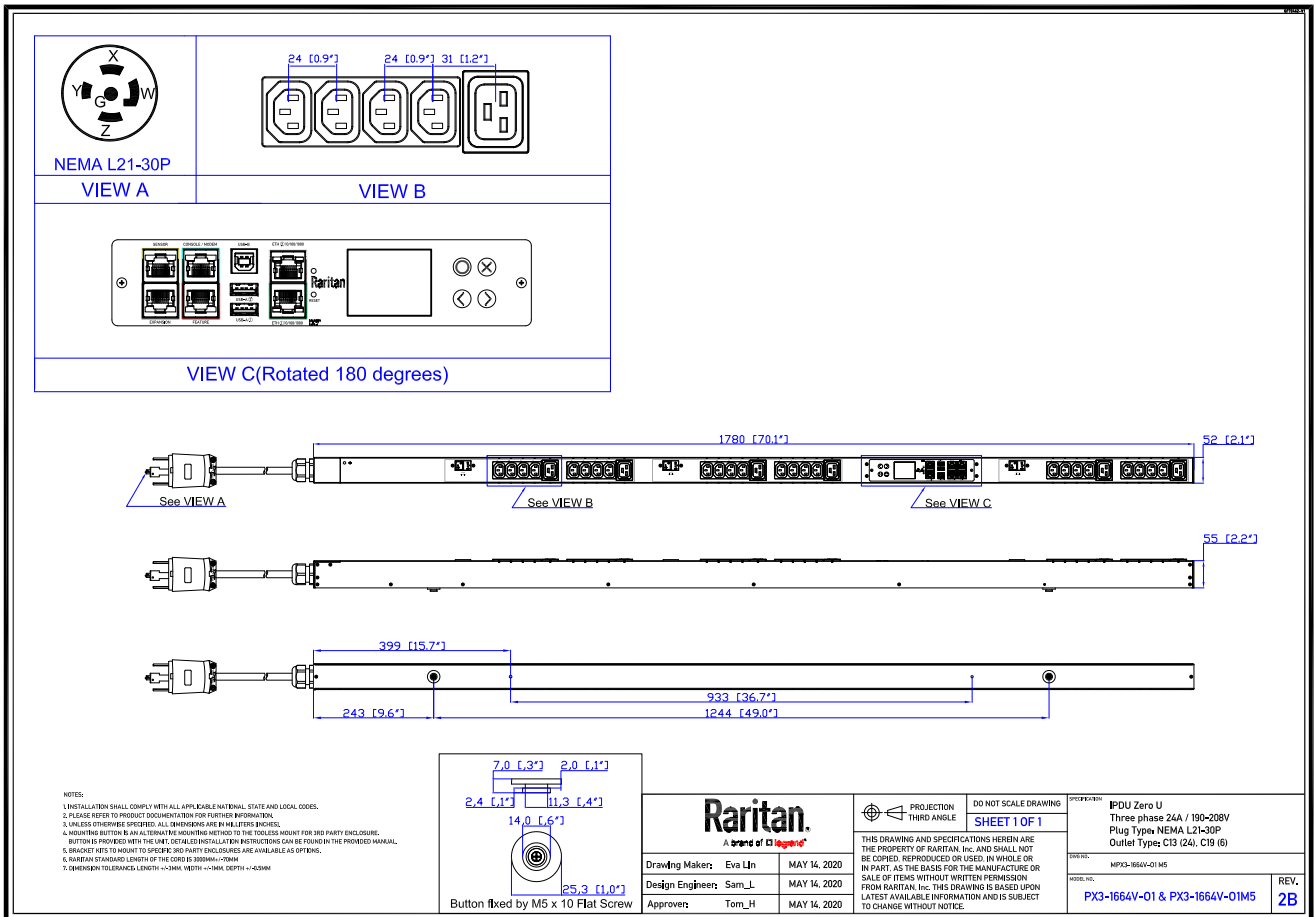 X
Y
G
W
Z
NEMA L21-30P
VIEW A
24 [0.9"]
24 [0.9"]
31 [1.2"]
VIEW B
SENSOR
CONSOLE / MODEM
USB-B
EXPANSION
FEATURE
Raritan
RESET
VIEW C(Rotated 180 degrees)
1780 [70.1"]
52 [2.1"]
See VIEW A
See VIEW B
See VIEW C
55 [2.2"]
399 [15.7"]
933 [36.7"]
243 [9.6"]
1244 [49.0"]
7,0 [,3"]
2,0 [,1"]
2,4 [,1"]
11,3 [,4"]
14,0 [,6"]
25,3 [1,0"]
Button fixed by M5 x 10 Flat Screw
NOTES:
1. INSTALLATION SHALL COMPLY WITH ALL APPLICABLE NATIONAL, STATE AND LOCAL CODES.
2. PLEASE REFER TO PRODUCT DOCUMENTATION FOR FURTHER INFORMATION.
3. UNLESS OTHERWISE SPECIFIED, ALL DIMENSIONS ARE IN MILLITERS [INCHES].
4. MOUNTING BUTTON IS AN ALTERNATIVE MOUNTING METHOD TO THE TOOLESS MOUNT FOR 3RD PARTY ENCLOSURE.
BUTTON IS PROVIDED WITH THE UNIT. DETAILED INSTALLATION INSTRUCTIONS CAN BE FOUND IN THE PROVIDED MANUAL.
5. BRACKET KITS TO MOUNT TO SPECIFIC 3RD PARTY ENCLOSURES ARE AVAILABLE AS OPTIONS.
6. RARITAN STANDARD LENGTH OF THE CORD IS 3000MM+/-70MM
7. DIMENSION TOLERANCE: LENGTH +/-3MM, WIDTH +/-1MM, DEPTH +/-0.5MM
Raritan.
A brand of legrand
Drawing Maker: Eva Lin MAY 14, 2020
Design Engineer: Sam_L MAY 14, 2020
Approver: Tom_H MAY 14, 2020
PROJECTION
THIRD ANGLE
DO NOT SCALE DRAWING
SHEET 1 OF 1
THIS DRAWING AND SPECIFICATIONS HEREIN ARE
THE PROPERTY OF RARITAN, Inc. AND SHALL NOT
BE COPIED, REPRODUCED OR USED, IN WHOLE OR
IN PART, AS THE BASIS FOR THE MANUFACTURE OR
SALE OF ITEMS WITHOUT WRITTEN PERMISSION
FROM RARITAN, Inc. THIS DRAWING IS BASED UPON
LATEST AVAILABLE INFORMATION AND IS SUBJECT
TO CHANGE WITHOUT NOTICE.
SPECIFICATION
IPDU Zero U
Three phase 24A / 190-208V
Plug Type: NEMA L21-30P
Outlet Type: C13 (24), C19 (6)
DWG NO.
MPX3-1664V-01 M5
MODEL NO.
PX3-1664V-01 & PX3-1664V-01M5
REV.
2B